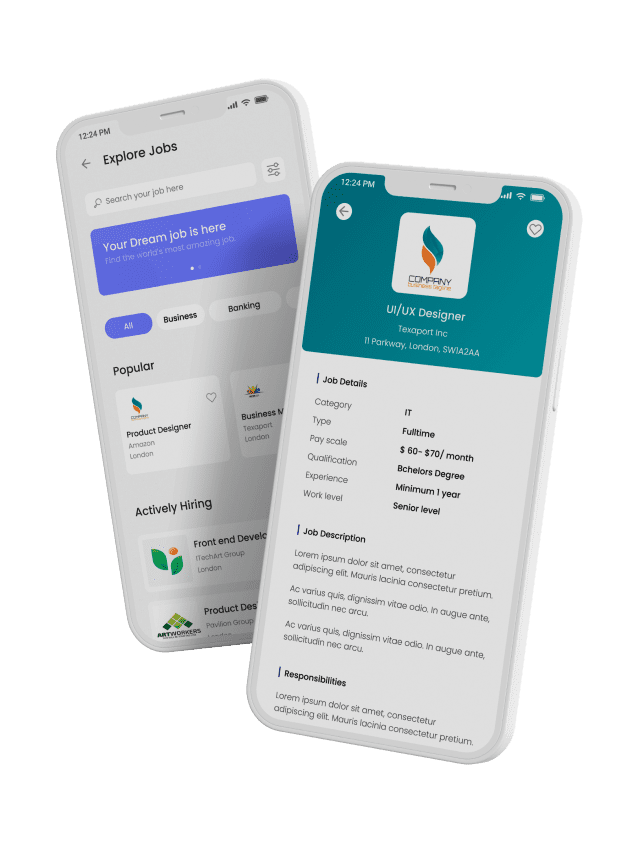 12:24 PM
Explore Jobs
Search your job here
Your Dream job is here
Find the world's most amazing job
All
Business
Banking
Popular
COMPANY
Product Designer
Amazon
London
Business M
Texaport
London
Actively Hiring
Front end Develo
ITechArt Group
London
ARTWORKERS
Product Des
Pavilion Group
London
12:24 PM
COMPANY
Business tagline
UI/UX Designer
Texaport Inc
11 Parkway, London, SW1A2AA
Job Details
Category IT
Type Fulltime
Pay scale $ 60- $70/ month
Qualification Bchelors Degree
Experience Minimum 1 year
Work level Senior level
Job Description
Lorem ipsum dolor sit amet, consectetur
adipiscing elit. Mauris lacinia consectetur pretium.
Ac varius quis, dignissim vitae odio. In augue ante,
sollicitudin nec arcu.
Ac varius quis, dignissim vitae odio. In augue ante,
sollicitudin nec arcu.
Responsibilities
Lorem ipsum dolor sit amet, consectetur
adipiscing elit. Mauris lacinia consectetur pretium.